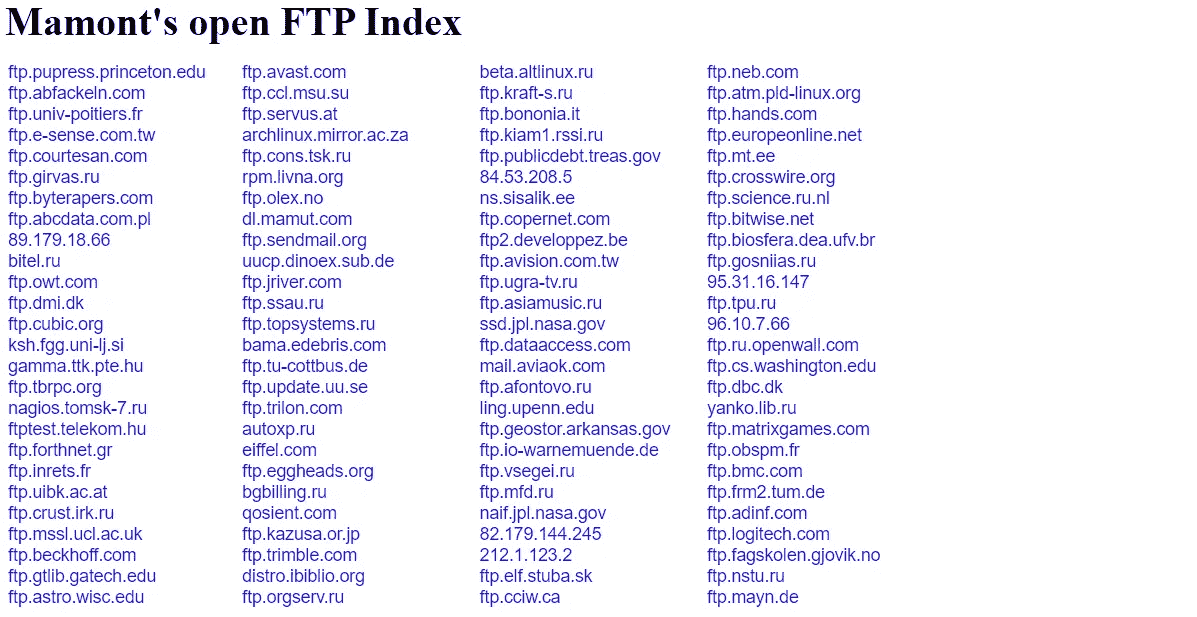 Mamont's open FTP Index
ftp.pupress.princeton.edu ftp.avast.com beta.altlinux.ru ftp.neb.com
ftp.abfackeln.com ftp.ccl.msu.su ftp.kraft-s.ru ftp.atm.pld-linux.org
ftp.univ-poitiers.fr ftp.servus.at ftp.bononia.it ftp.hands.com
ftp.e-sense.com.tw archlinux.mirror.ac.za ftp.kiam1.rssi.ru ftp.europeonline.net
ftp.courtesan.com ftp.cons.tsk.ru ftp.publicdebt.treas.gov ftp.mt.ee
ftp.girvas.ru rpm.livna.org 84.53.208.5 ftp.crosswire.org
ftp.byterapers.com ftp.olex.no ns.sisalik.ee ftp.science.ru.nl
ftp.abcdata.com.pl dl.mamut.com ftp.copernet.com ftp.bitwise.net
89.179.18.66 ftp.sendmail.org ftp2.developpez.be ftp.biosfera.dea.ufv.br
bitel.ru uucp.dinoex.sub.de ftp.avision.com.tw ftp.gosniias.ru
ftp.owt.com ftp.jriver.com ftp.ugra-tv.ru 95.31.16.147
ftp.dmi.dk ftp.ssau.ru ftp.asiamusic.ru ftp.tpu.ru
ftp.cubic.org ftp.topsystems.ru ssd.jpl.nasa.gov 96.10.7.66
ksh.fgg.uni-lj.si bama.edebris.com ftp.dataaccess.com ftp.ru.openwall.com
gamma.ttk.pte.hu ftp.tu-cottbus.de mail.aviaok.com ftp.cs.washington.edu
ftp.tbrpc.org ftp.update.uu.se ftp.afontovo.ru ftp.dbc.dk
nagios.tomsk-7.ru ftp.trilon.com ling.upenn.edu yanko.lib.ru
ftptest.telekom.hu autoxp.ru ftp.geostor.arkansas.gov ftp.matrixgames.com
ftp.forthnet.gr eiffel.com ftp.io-warnemuende.de ftp.obspm.fr
ftp.inrets.fr ftp.eggheads.org ftp.vsegei.ru ftp.bmc.com
ftp.uibk.ac.at bgbilling.ru ftp.mfd.ru ftp.frm2.tum.de
ftp.crust.irk.ru qosient.com naif.jpl.nasa.gov ftp.adinf.com
ftp.mssl.ucl.ac.uk ftp.kazusa.or.jp 82.179.144.245 ftp.logitech.com
ftp.beckhoff.com ftp.trimble.com 212.1.123.2 ftp.fagskolen.gjovik.no
ftp.gtlib.gatech.edu distro.ibiblio.org ftp.elf.stuba.sk ftp.nstu.ru
ftp.astro.wisc.edu ftp.orgserv.ru ftp.cciw.ca ftp.mayn.de